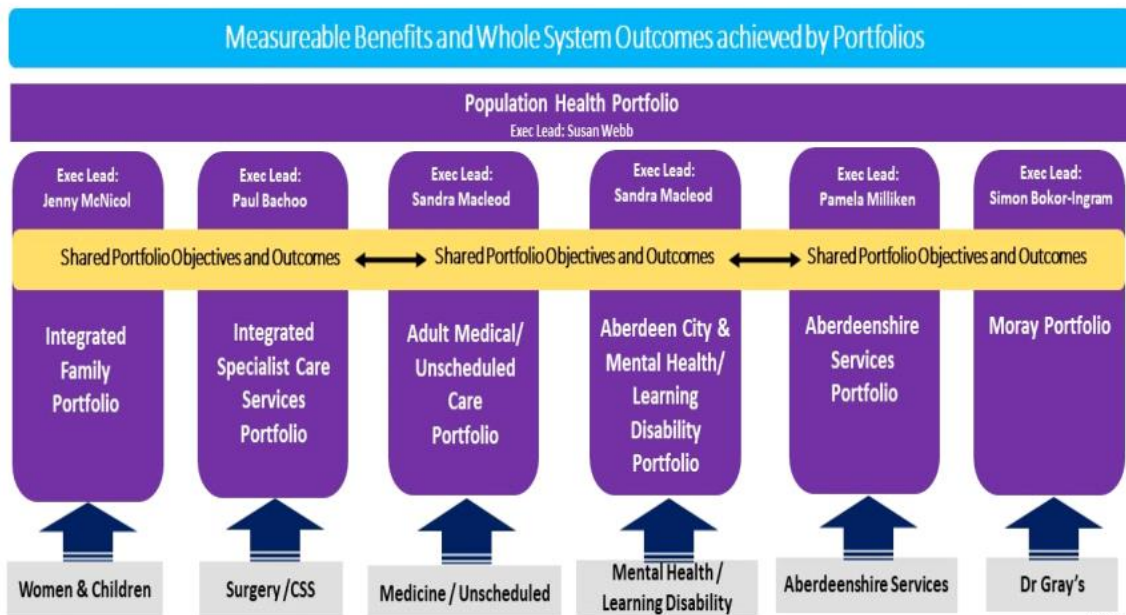 Measureable Benefits and Whole System Outcomes achieved by Portfolios
Population Health Portfolio
Exec Lead: Susan Webb
Exec Lead:
Jenny McNicol
Exec Lead:
Paul Bachoo
Exec Lead:
Sandra Macleod
Exec Lead:
Sandra Macleod
Exec Lead:
Pamela Milliken
Exec Lead:
Simon Bokor-Ingram
Shared Portfolio Objectives and Outcomes
Shared Portfolio Objectives and Outcomes
Shared Portfolio Objectives and Outcomes
Integrated
Family
Portfolio
Integrated
Specialist Care
Services
Portfolio
Adult Medical/
Unscheduled
Care
Portfolio
Aberdeen City &
Mental Health/
Learning
Disability
Portfolio
Aberdeenshire
Services
Portfolio
Moray Portfolio
Women & Children
Surgery /CSS
Medicine / Unscheduled
Mental Health /
Learning Disability
Aberdeenshire Services
Dr Gray's